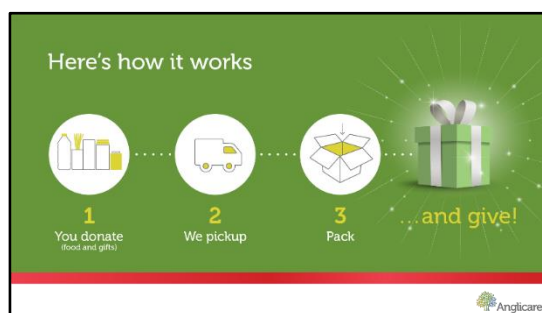 Here's how it works
1
You donate
(food and gifts)
2
We pickup
3
Pack
...and give!
Anglicare